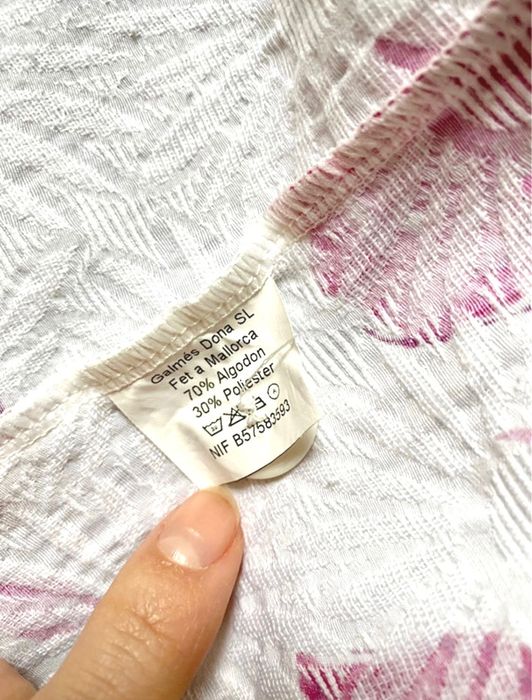 Galmés Dona SL
Fet a Mallorca
70% Algodon
30% Poliester
NIF B57583593